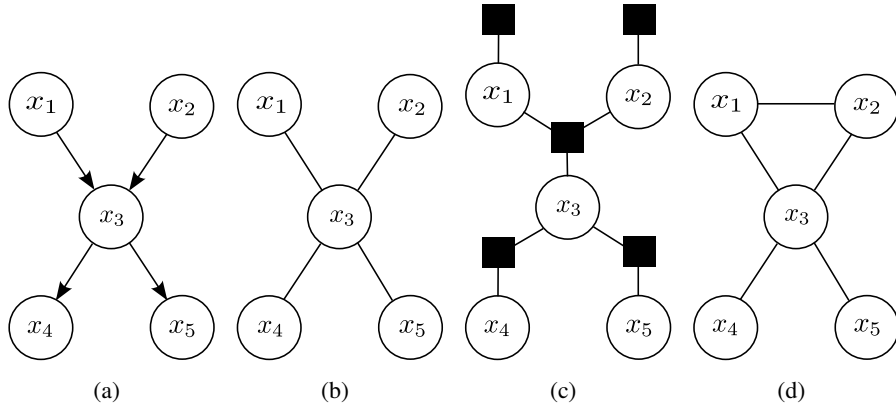 x₁ x₂ x₁ x₂ x₁ x₂ x₁ x₂
x₃ x₃ x₃ x₃
x₄ x₅ x₄ x₅ x₄ x₅ x₄ x₅
(a) (b) (c) (d)